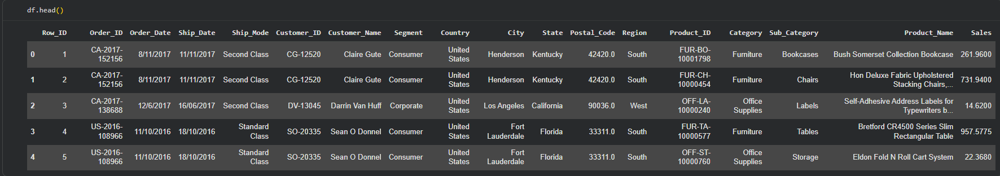 df.head()
Row_ID Order_ID Order_Date Ship_Date Ship_Mode Customer_ID Customer_Name Segment Country City State Postal_Code Region Product_ID Category Sub_Category Product_Name Sales
0 1 CA-2017-152156 8/11/2017 11/11/2017 Second Class CG-12520 Claire Gute Consumer United States Henderson Kentucky 42420.0 South FUR-BO-10001798 Furniture Bookcases Bush Somerset Collection Bookcase 261.9600
1 2 CA-2017-152156 8/11/2017 11/11/2017 Second Class CG-12520 Claire Gute Consumer United States Henderson Kentucky 42420.0 South FUR-CH-10000454 Furniture Chairs Hon Deluxe Fabric Upholstered Stacking Chairs,... 731.9400
2 3 CA-2017-138688 12/6/2017 16/06/2017 Second Class DV-13045 Darrin Van Huff Corporate United States Los Angeles California 90036.0 West OFF-LA-10000240 Office Supplies Labels Self-Adhesive Address Labels for Typewriters b... 14.6200
3 4 US-2016-108966 11/10/2016 18/10/2016 Standard Class SO-20335 Sean O Donnel Consumer United States Fort Lauderdale Florida 33311.0 South FUR-TA-10000577 Furniture Tables Bretford CR4500 Series Slim Rectangular Table 957.5775
4 5 US-2016-108966 11/10/2016 18/10/2016 Standard Class SO-20335 Sean O Donnel Consumer United States Fort Lauderdale Florida 33311.0 South OFF-ST-10000760 Office Supplies Storage Eldon Fold N Roll Cart System 22.3680